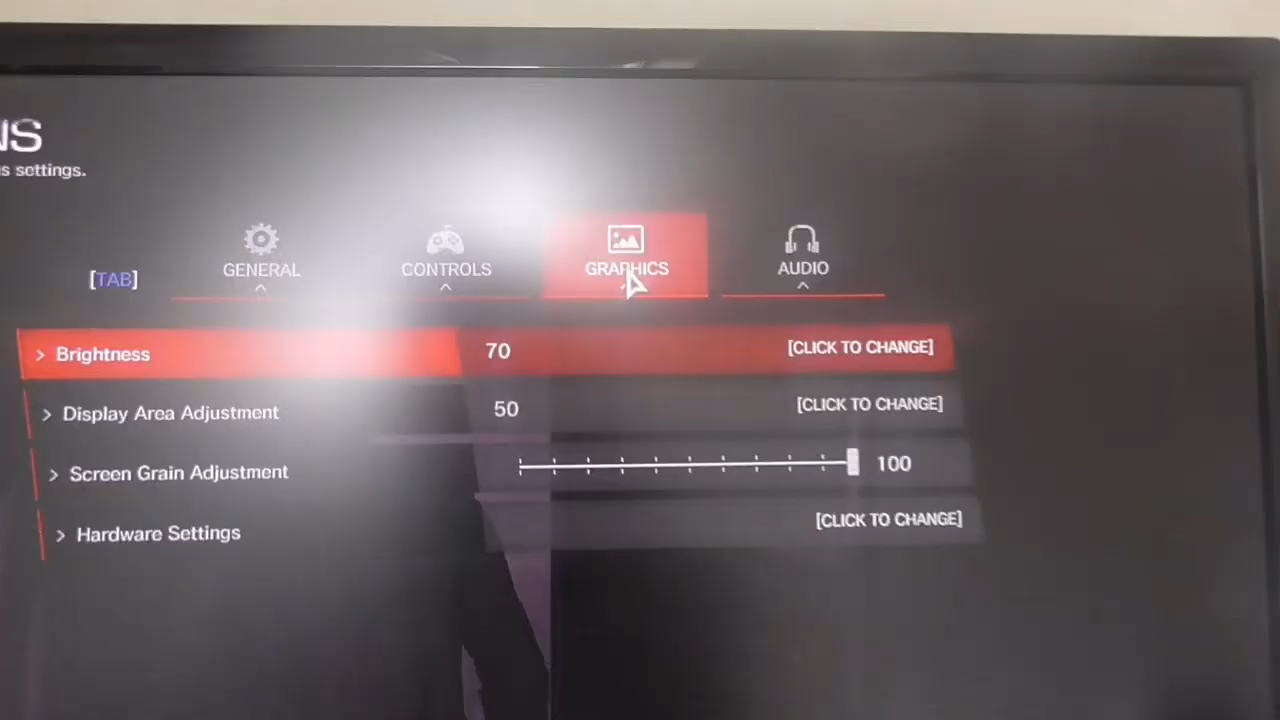 NS
s settings.
[TAB]
GENERAL
CONTROLS
GRAPHICS
AUDIO
Brightness 70 [CLICK TO CHANGE]
Display Area Adjustment 50 [CLICK TO CHANGE]
Screen Grain Adjustment 100
Hardware Settings [CLICK TO CHANGE]